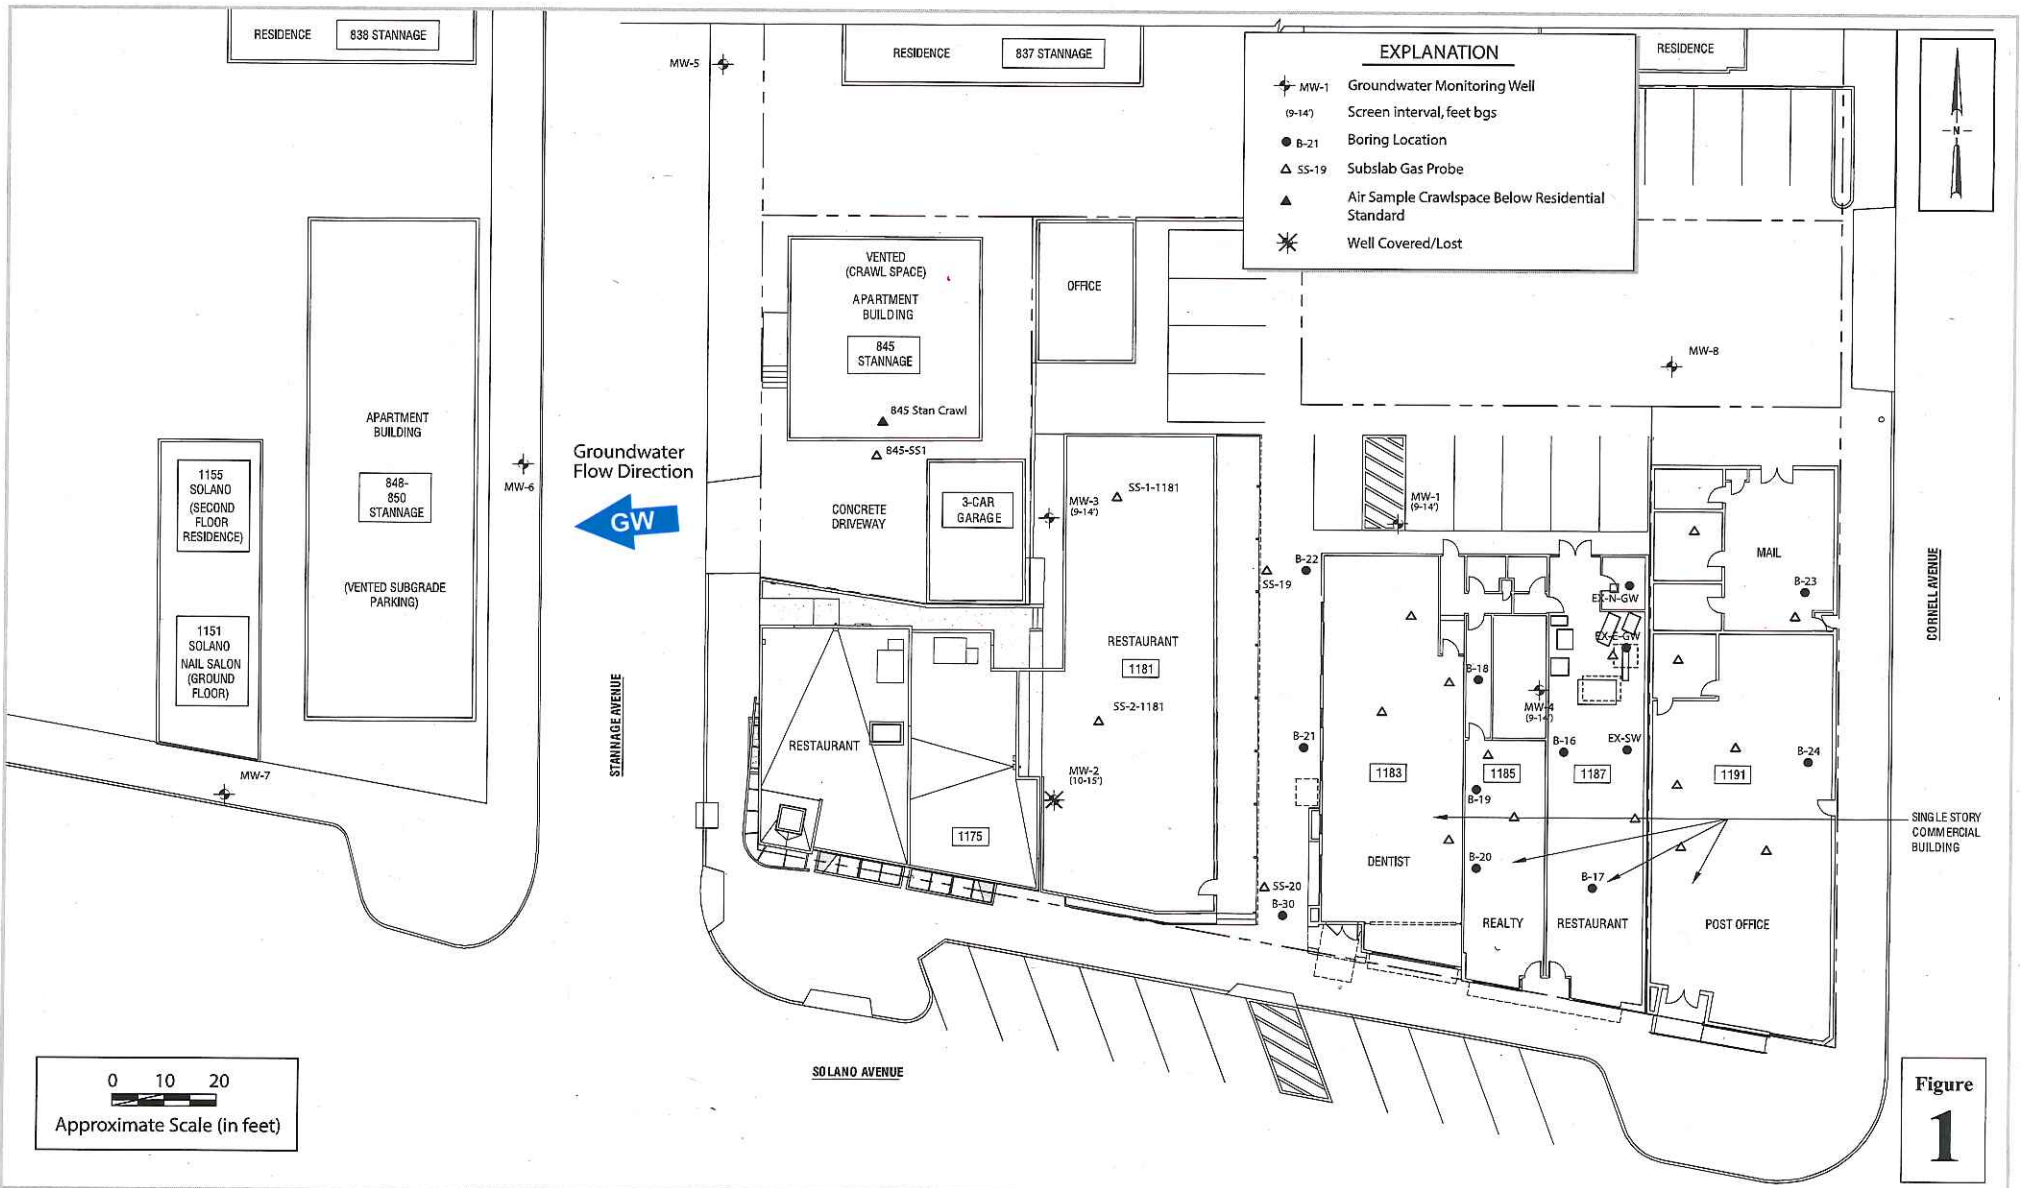 RESIDENCE
838 STANNAGE
MW-5
RESIDENCE
837 STANNAGE
EXPLANATION
MW-1 Groundwater Monitoring Well
(9-14') Screen interval, feet bgs
B-21 Boring Location
SS-19 Subslab Gas Probe
Air Sample Crawlspace Below Residential
Standard
Well Covered/Lost
RESIDENCE
N
VENTED
(CRAWL SPACE)
APARTMENT
BUILDING
845
STANNAGE
845 Stan Crawl
845-SS1
OFFICE
MW-8
APARTMENT
BUILDING
848-
850
STANNAGE
(VENTED SUBGRADE
PARKING)
1155
SOLANO
(SECOND
FLOOR
RESIDENCE)
1151
SOLANO
NAIL SALON
(GROUND
FLOOR)
MW-6
MW-7
Groundwater
Flow Direction
GW
STANNAGE AVENUE
CONCRETE
DRIVEWAY
3-CAR
GARAGE
MW-3
(9-14')
SS-1-1181
RESTAURANT
1181
SS-2-1181
MW-2
(10-15')
RESTAURANT
1175
MW-1
(9-14')
B-22
SS-19
B-21
SS-20
B-30
1183
DENTIST
B-18
1185
B-19
B-20
REALTY
MW-4
(9-14')
B-16
EX-N-GW
EX-E-GW
EX-SW
1187
B-17
RESTAURANT
MAIL
B-23
B-24
1191
POST OFFICE
CORNELL AVENUE
SINGLE STORY
COMMERCIAL
BUILDING
SOLANO AVENUE
0 10 20
Approximate Scale (in feet)
Figure
1